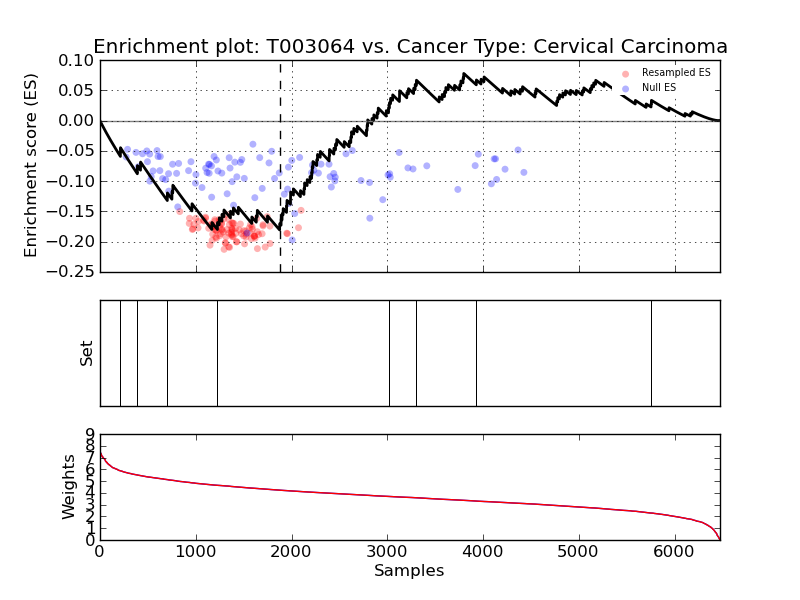 Enrichment plot: T003064 vs. Cancer Type: Cervical Carcinoma
Enrichment score (ES)
0.10
0.05
0.00
−0.05
−0.10
−0.15
−0.20
−0.25
Resampled ES
Null ES
Set
Weights
9
8
7
6
5
4
3
2
1
0
0 1000 2000 3000 4000 5000 6000
Samples